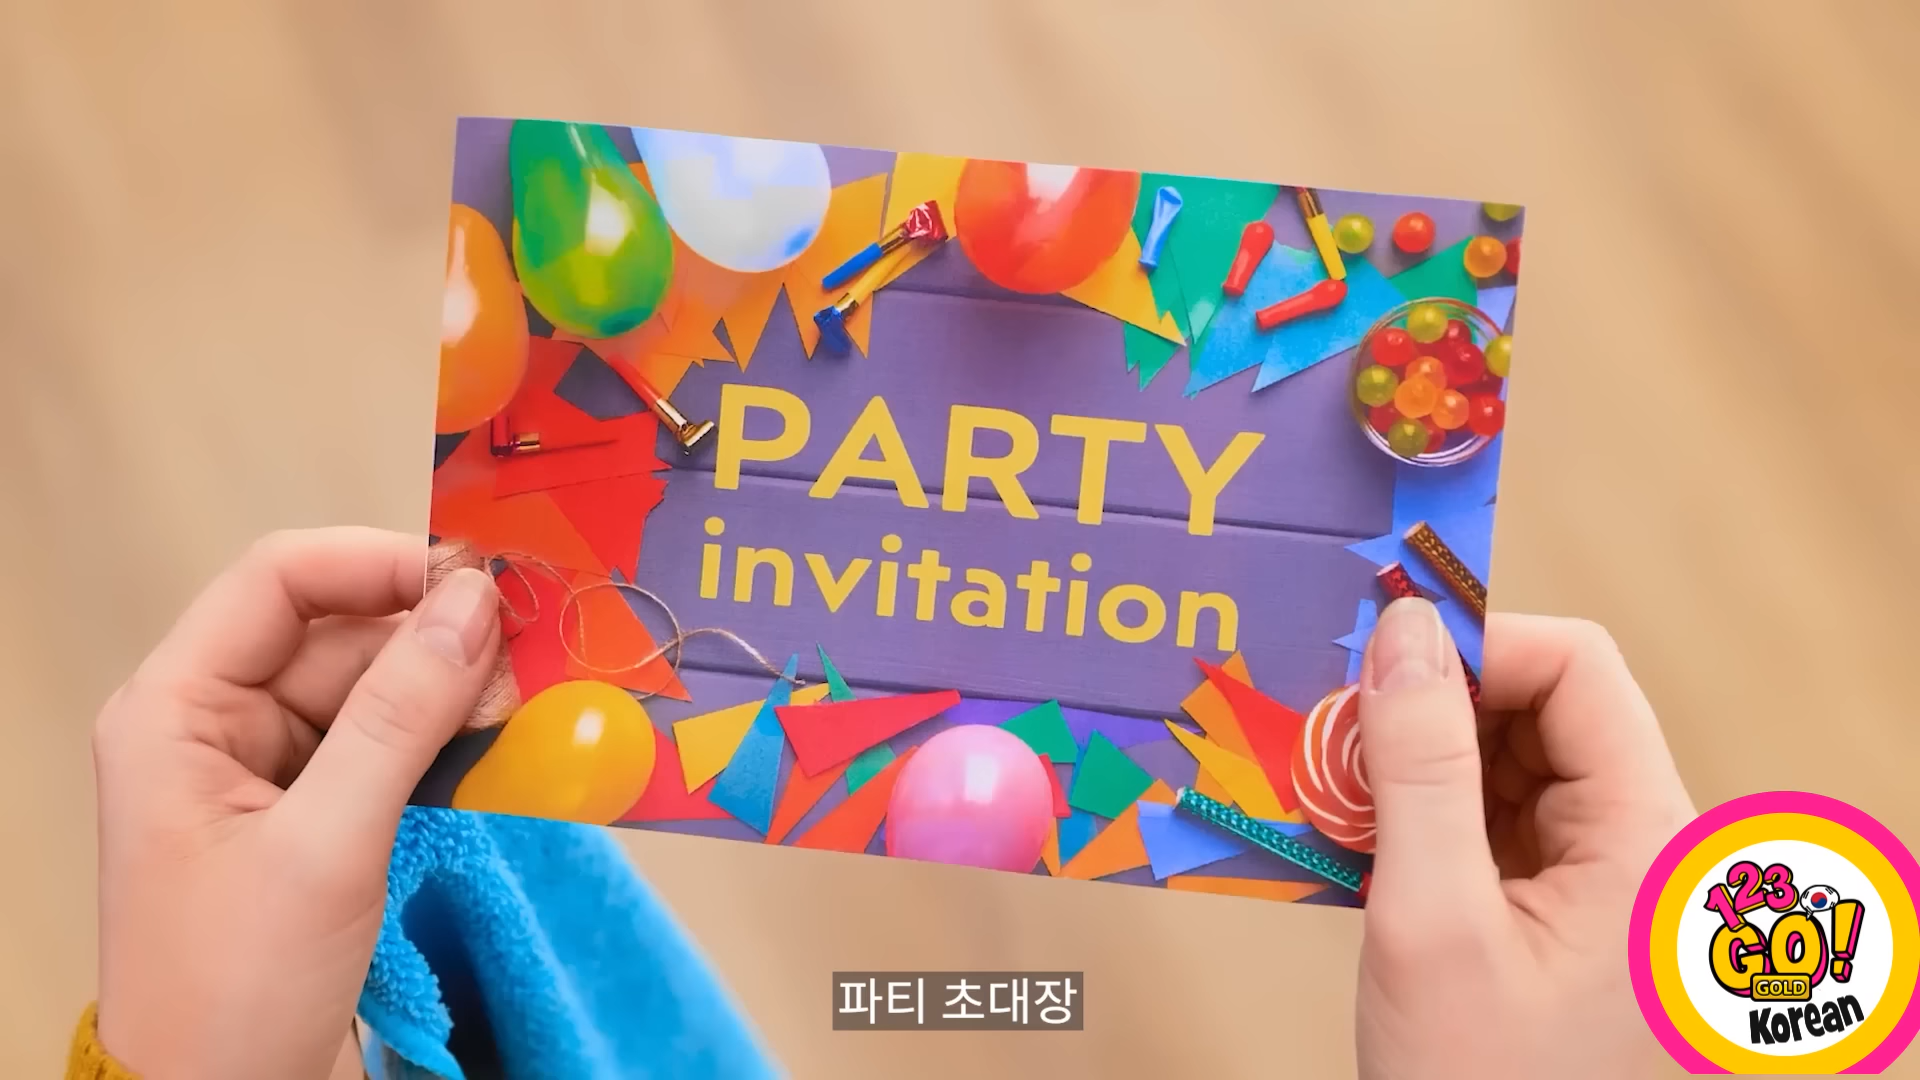 PARTY
invitation
파티 초대장
123
GO!
GOLD
Korean